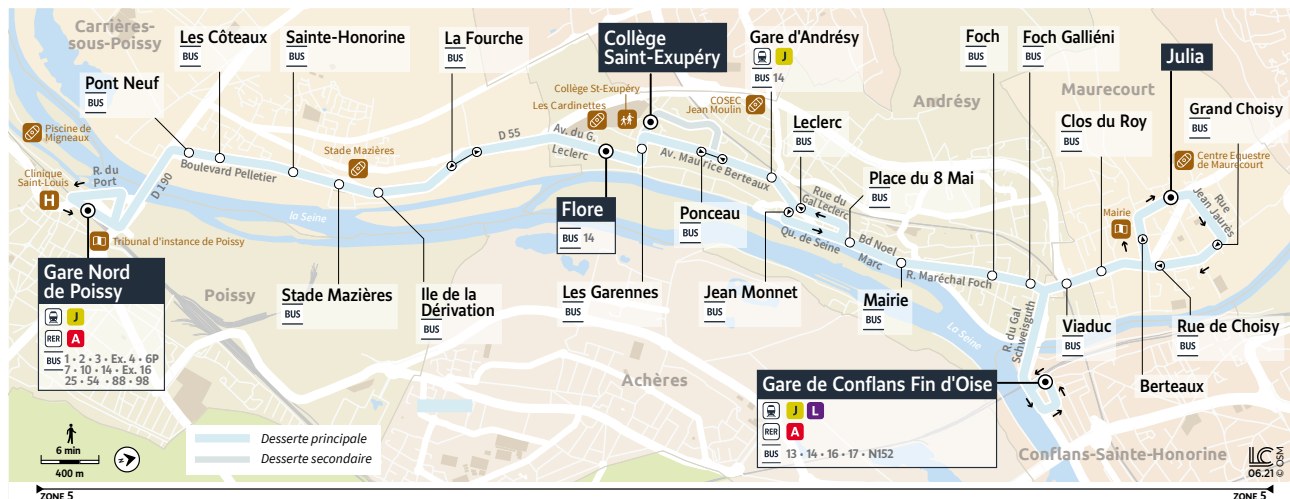 Carrières-
sous-Poissy
Les Côteaux
BUS
Sainte-Honorine
BUS
La Fourche
BUS
Collège
Saint-Exupéry
Gare d'Andrésy
J
BUS 14
Foch
BUS
Foch Galliéni
BUS
Julia
Pont Neuf
BUS
Maurecourt
Andrésy
Grand Choisy
BUS
Collège St-Exupéry
Les Cardinettes
COSEC
Jean Moulin
Leclerc
BUS
Clos du Roy
BUS
Piscine de
Migneaux
Stade Mazières
D 55
Av. du G.
Leclerc
Av. Maurice Berteaux
Centre Equestre
de Maurecourt
Clinique
Saint-Louis
H
R. du
Port
D 190
Boulevard Pelletier
la Seine
Place du 8 Mai
BUS
Rue du
Gal Leclerc
Qu. de Seine
Bd Noel
Marc
R. Maréchal Foch
Mairie
Rue
Jean Jaurès
Tribunal d'instance de Poissy
Flore
BUS 14
Ponceau
BUS
Gare Nord
de Poissy
J
RER A
BUS 1 • 2 • 3 • Ex. 4 • 6P
7 • 10 • 14 • Ex. 16
25 • 54 • 88 • 98
Poissy
Stade Mazières
BUS
Ile de la
Dérivation
BUS
Les Garennes
BUS
Jean Monnet
BUS
Mairie
BUS
La Seine
R. du Gal
Schweisguth
Viaduc
BUS
Rue de Choisy
BUS
Berteaux
BUS
Achères
Gare de Conflans Fin d'Oise
J L
RER A
BUS 13 • 14 • 16 • 17 • N152
Conflans-Sainte-Honorine
6 min
400 m
Desserte principale
Desserte secondaire
LC
06.21 © OSM
ZONE 5
ZONE 5